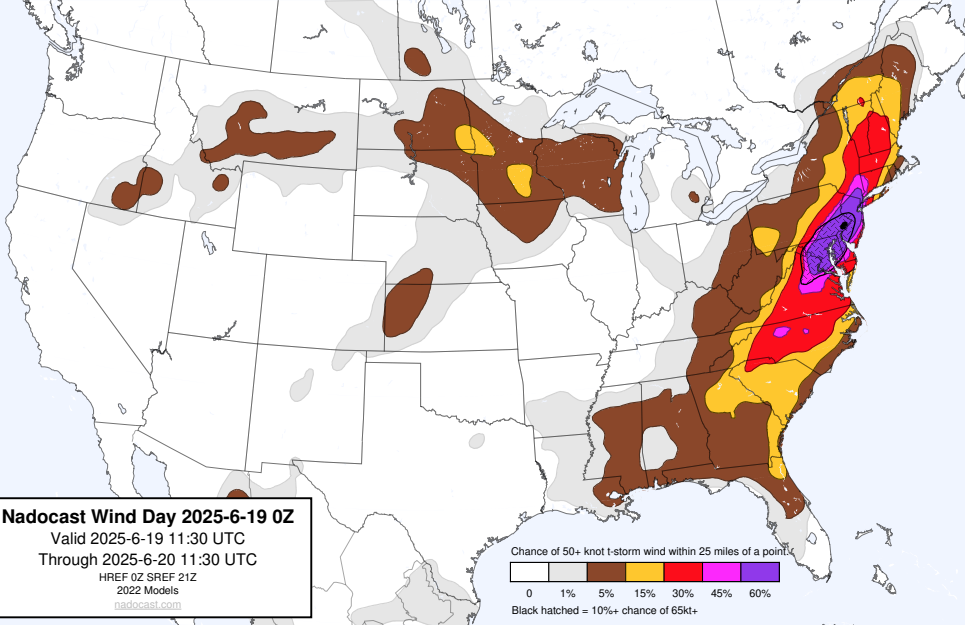 Nadocast Wind Day 2025-6-19 0Z
Valid 2025-6-19 11:30 UTC
Through 2025-6-20 11:30 UTC
HREF 0Z SREF 21Z
2022 Models
nadocast.com
Chance of 50+ knot t-storm wind within 25 miles of a point.
0 1% 5% 15% 30% 45% 60%
Black hatched = 10%+ chance of 65kt+